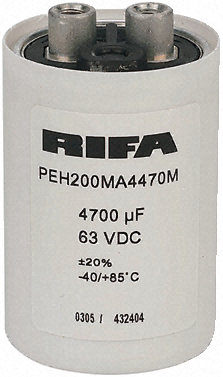 RIFA
PEH200MA4470M
4700 µF
63 VDC
±20%
-40/+85°C
0305 / 432404